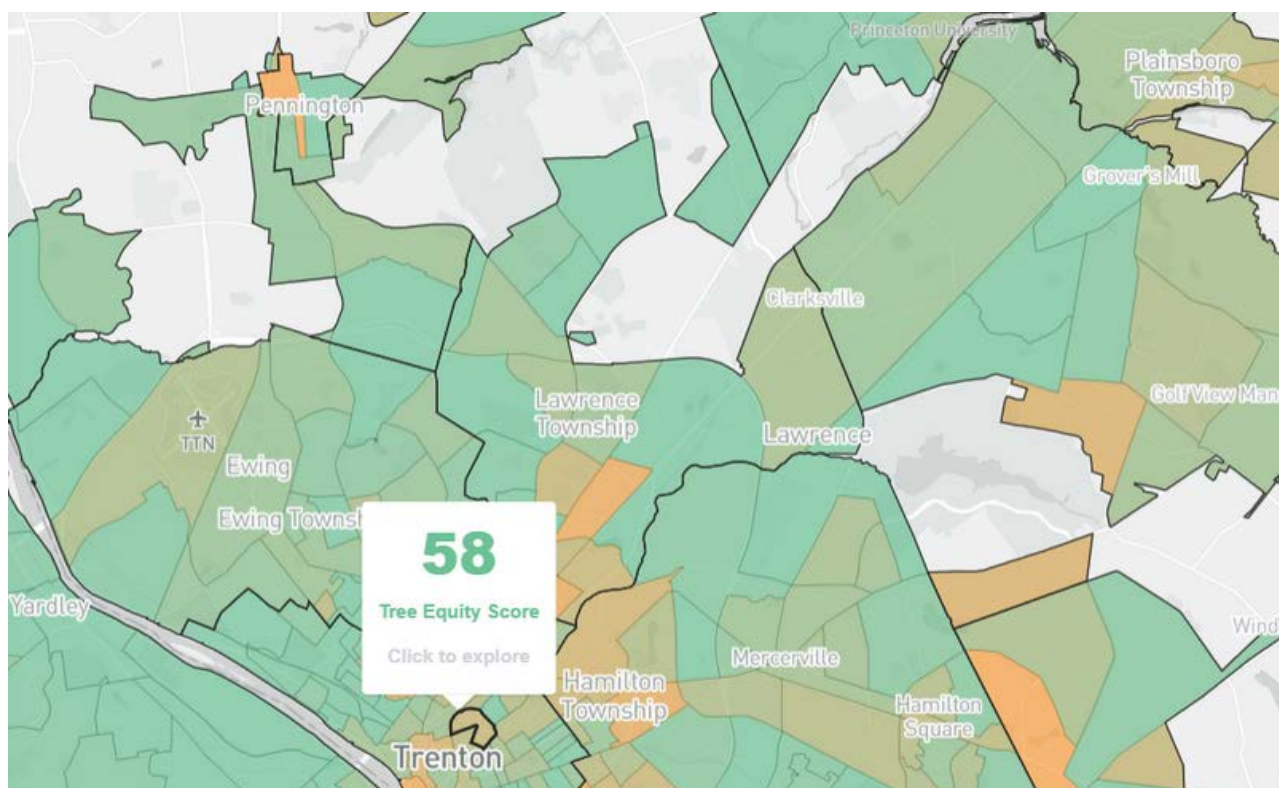 Princeton University
Plainsboro
Township
Pennington
Grover's Mill
Clarksville
Lawrence
Township
Golf View Man
TTN
Lawrence
Ewing
Ewing Townsh
58
Tree Equity Score
Click to explore
Yardley
Wind
Mercerville
Hamilton
Township
Hamilton
Square
Trenton